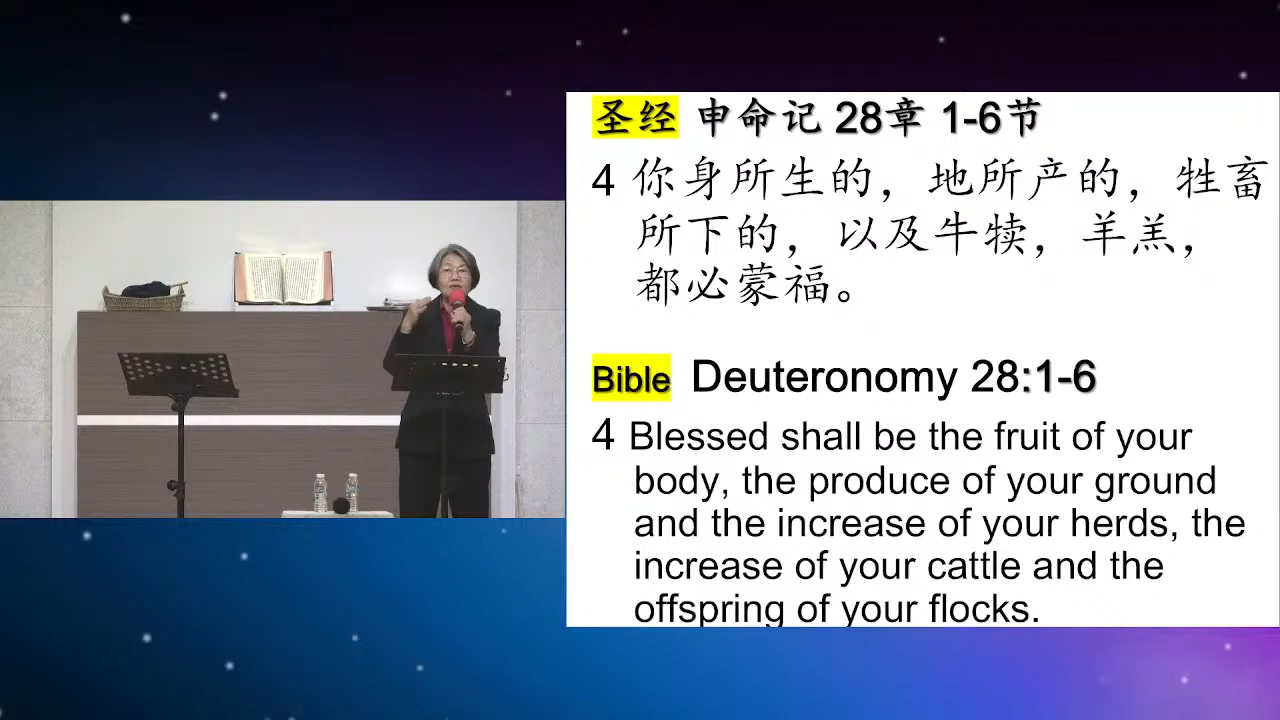 圣经 申命记 28章 1-6节
4 你身所生的，地所产的，牲畜
所下的，以及牛犊，羊羔，
都必蒙福。
Bible Deuteronomy 28:1-6
4 Blessed shall be the fruit of your
body, the produce of your ground
and the increase of your herds, the
increase of your cattle and the
offspring of your flocks.